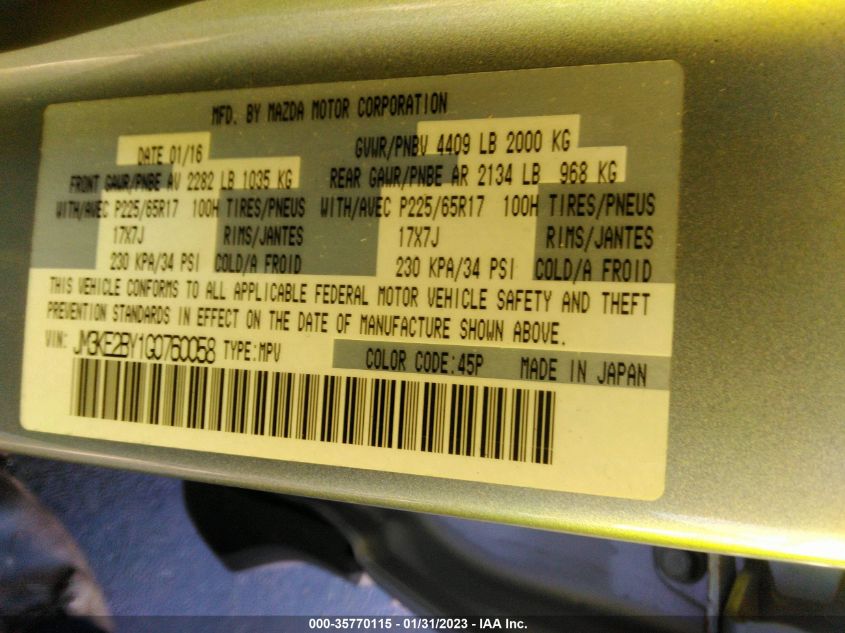 MFD. BY MAZDA MOTOR CORPORATION
DATE 01/16 GVWR/PNBV 4409 LB 2000 KG
FRONT GAWR/PNBE AV 2282 LB 1035 KG REAR GAWR/PNBE AR 2134 LB 968 KG
WITH/AVEC P225/65R17 100H TIRES/PNEUS WITH/AVEC P225/65R17 100H TIRES/PNEUS
17X7J RIMS/JANTES 17X7J RIMS/JANTES
230 KPA/34 PSI COLD/A FROID 230 KPA/34 PSI COLD/A FROID
THIS VEHICLE CONFORMS TO ALL APPLICABLE FEDERAL MOTOR VEHICLE SAFETY AND THEFT
PREVENTION STANDARDS IN EFFECT ON THE DATE OF MANUFACTURE SHOWN ABOVE.
VIN: JM3KE2BY1G0760058 TYPE:MPV COLOR CODE:45P MADE IN JAPAN
000-35770115 - 01/31/2023 - IAA Inc.